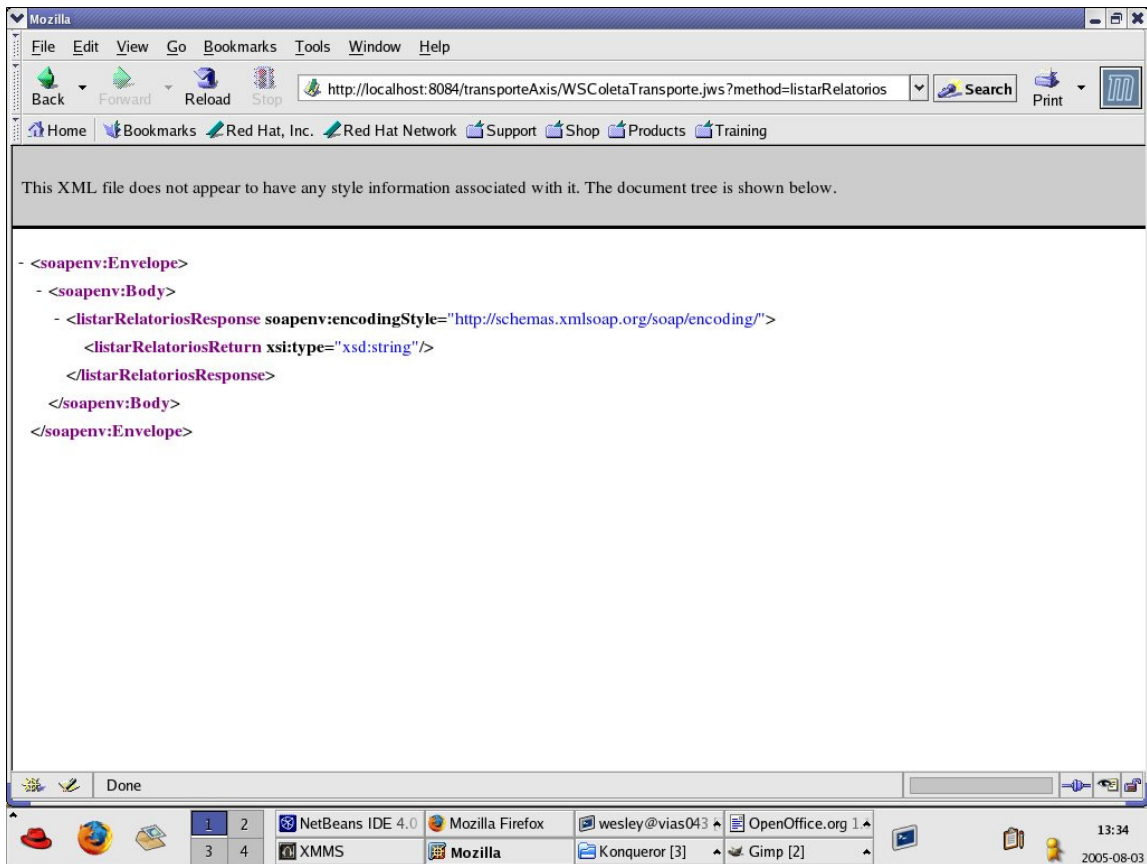 Mozilla
File Edit View Go Bookmarks Tools Window Help
Back Forward Reload Stop http://localhost:8084/transporteAxis/WSColetaTransporte.jws?method=listarRelatorios Search Print
Home Bookmarks Red Hat, Inc. Red Hat Network Support Shop Products Training
This XML file does not appear to have any style information associated with it. The document tree is shown below.
- <soapenv:Envelope>
- <soapenv:Body>
- <listarRelatoriosResponse soapenv:encodingStyle="http://schemas.xmlsoap.org/soap/encoding/">
<listarRelatoriosReturn xsi:type="xsd:string"/>
</listarRelatoriosResponse>
</soapenv:Body>
</soapenv:Envelope>
Done
1 2 NetBeans IDE 4.0 Mozilla Firefox wesley@vias043 OpenOffice.org 1.
3 4 XMMS Mozilla Konqueror [3] Gimp [2]
13:34
2005-08-03